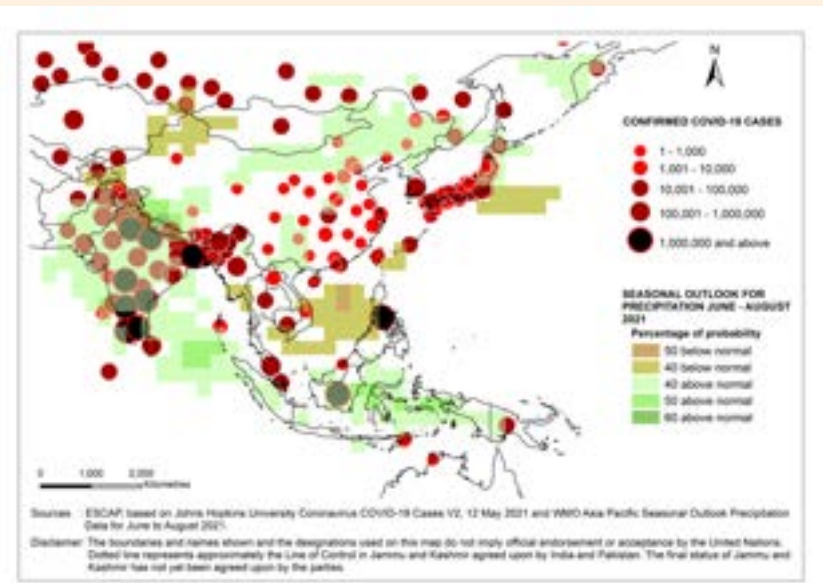 N
CONFIRMED COVID-19 CASES
1 - 1,000
1,001 - 10,000
10,001 - 100,000
100,001 - 1,000,000
1,000,000 and above
SEASONAL OUTLOOK FOR
PRECIPITATION JUNE - AUGUST
2021
Percentage of probability
50 below normal
40 below normal
40 above normal
50 above normal
60 above normal
0 1,000 2,000
Kilometres
Sources : ESCAP, based on Johns Hopkins University Coronavirus COVID-19 Cases V2, 12 May 2021 and WMO Asia Pacific Seasonal Outlook Precipitation
Data for June to August 2021.
Disclaimer: The boundaries and names shown and the designations used on this map do not imply official endorsement or acceptance by the United Nations.
Dotted line represents approximately the Line of Control in Jammu and Kashmir agreed upon by India and Pakistan. The final status of Jammu and
Kashmir has not yet been agreed upon by the parties.